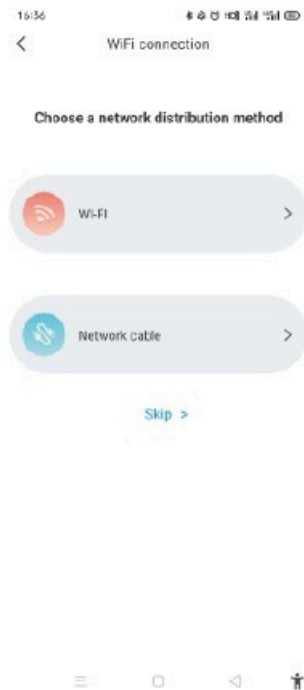 16:36
WiFi connection
Choose a network distribution method
WI-FI
Network cable
Skip >